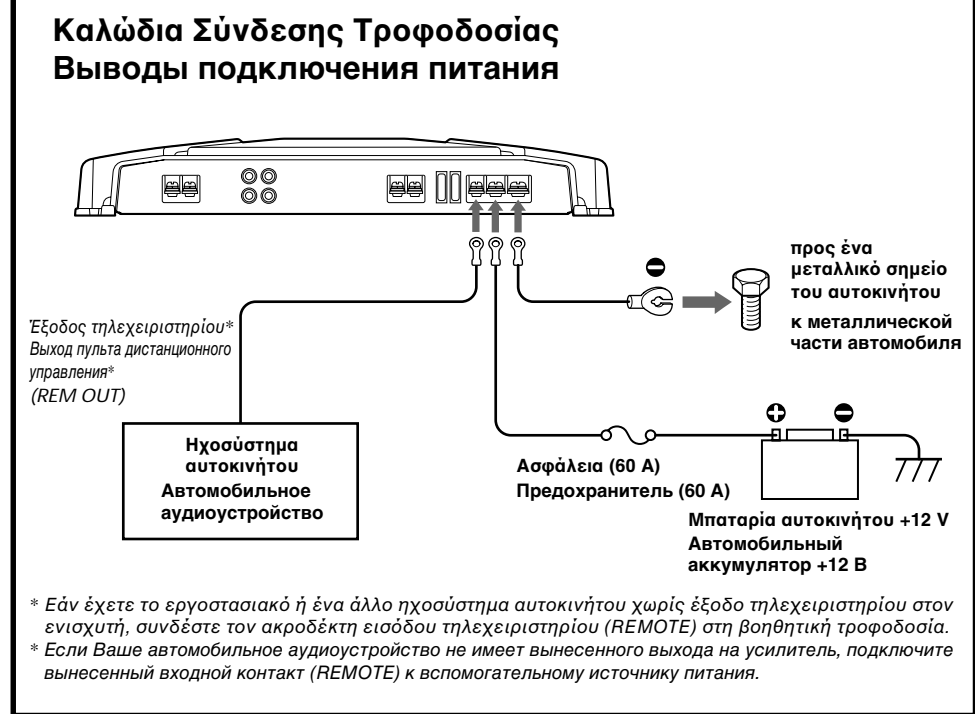 Καλώδια Σύνδεσης Τροφοδοσίας
Выводы подключения питания
προς ένα
μεταλλικό σημείο
του αυτοκινήτου
к металлической
части автомобиля
Έξοδος τηλεχειριστηρίου*
Выход пульта дистанционного
управления*
(REM OUT)
Ηχοσύστημα
αυτοκινήτου
Автомобильное
аудиоустройство
Ασφάλεια (60 A)
Предохранитель (60 A)
Μπαταρία αυτοκινήτου +12 V
Автомобильный
аккумулятор +12 В
* Εάν έχετε το εργοστασιακό ή ένα άλλο ηχοσύστημα αυτοκινήτου χωρίς έξοδο τηλεχειριστηρίου στον
ενισχυτή, συνδέστε τον ακροδέκτη εισόδου τηλεχειριστηρίου (REMOTE) στη βοηθητική τροφοδοσία.
* Если Ваше автомобильное аудиоустройство не имеет вынесенного выхода на усилитель, подключите
вынесенный входной контакт (REMOTE) к вспомогательному источнику питания.